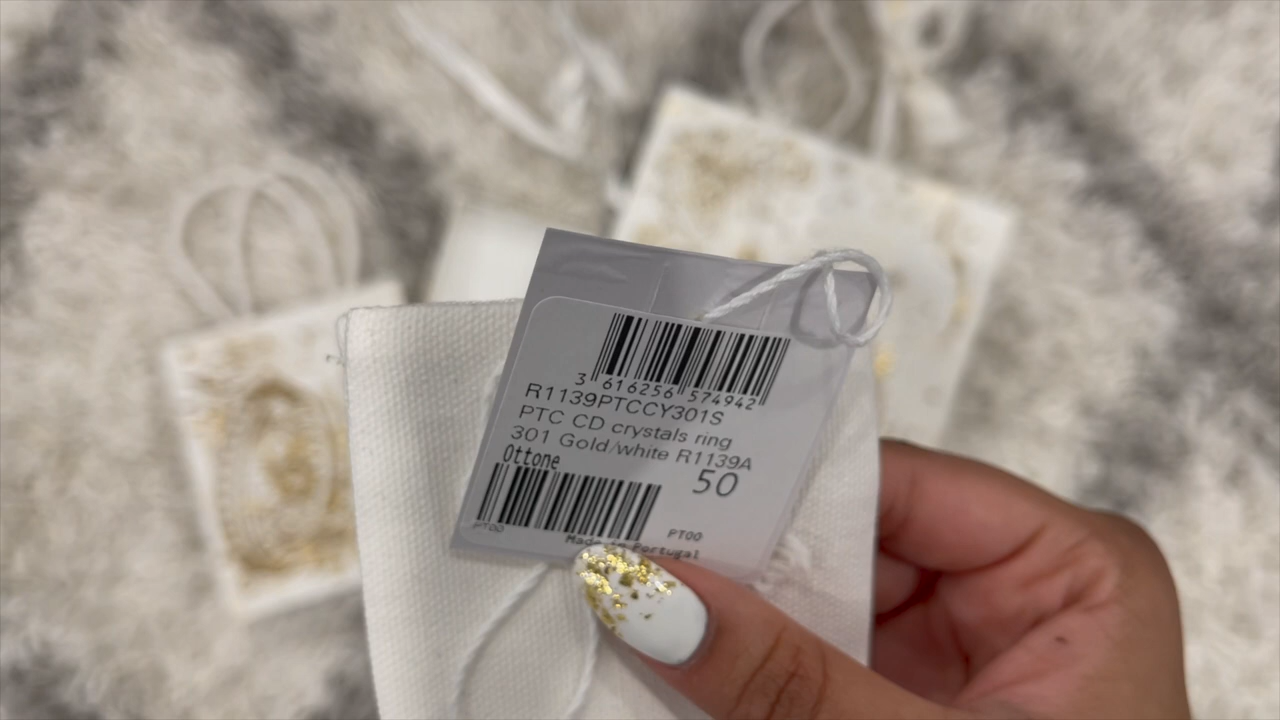 3 616256 574942
R1139PTCCY301S
PTC CD crystals ring
301 Gold/white R1139A
Ottone
50
PT00 PT00
Made in Portugal